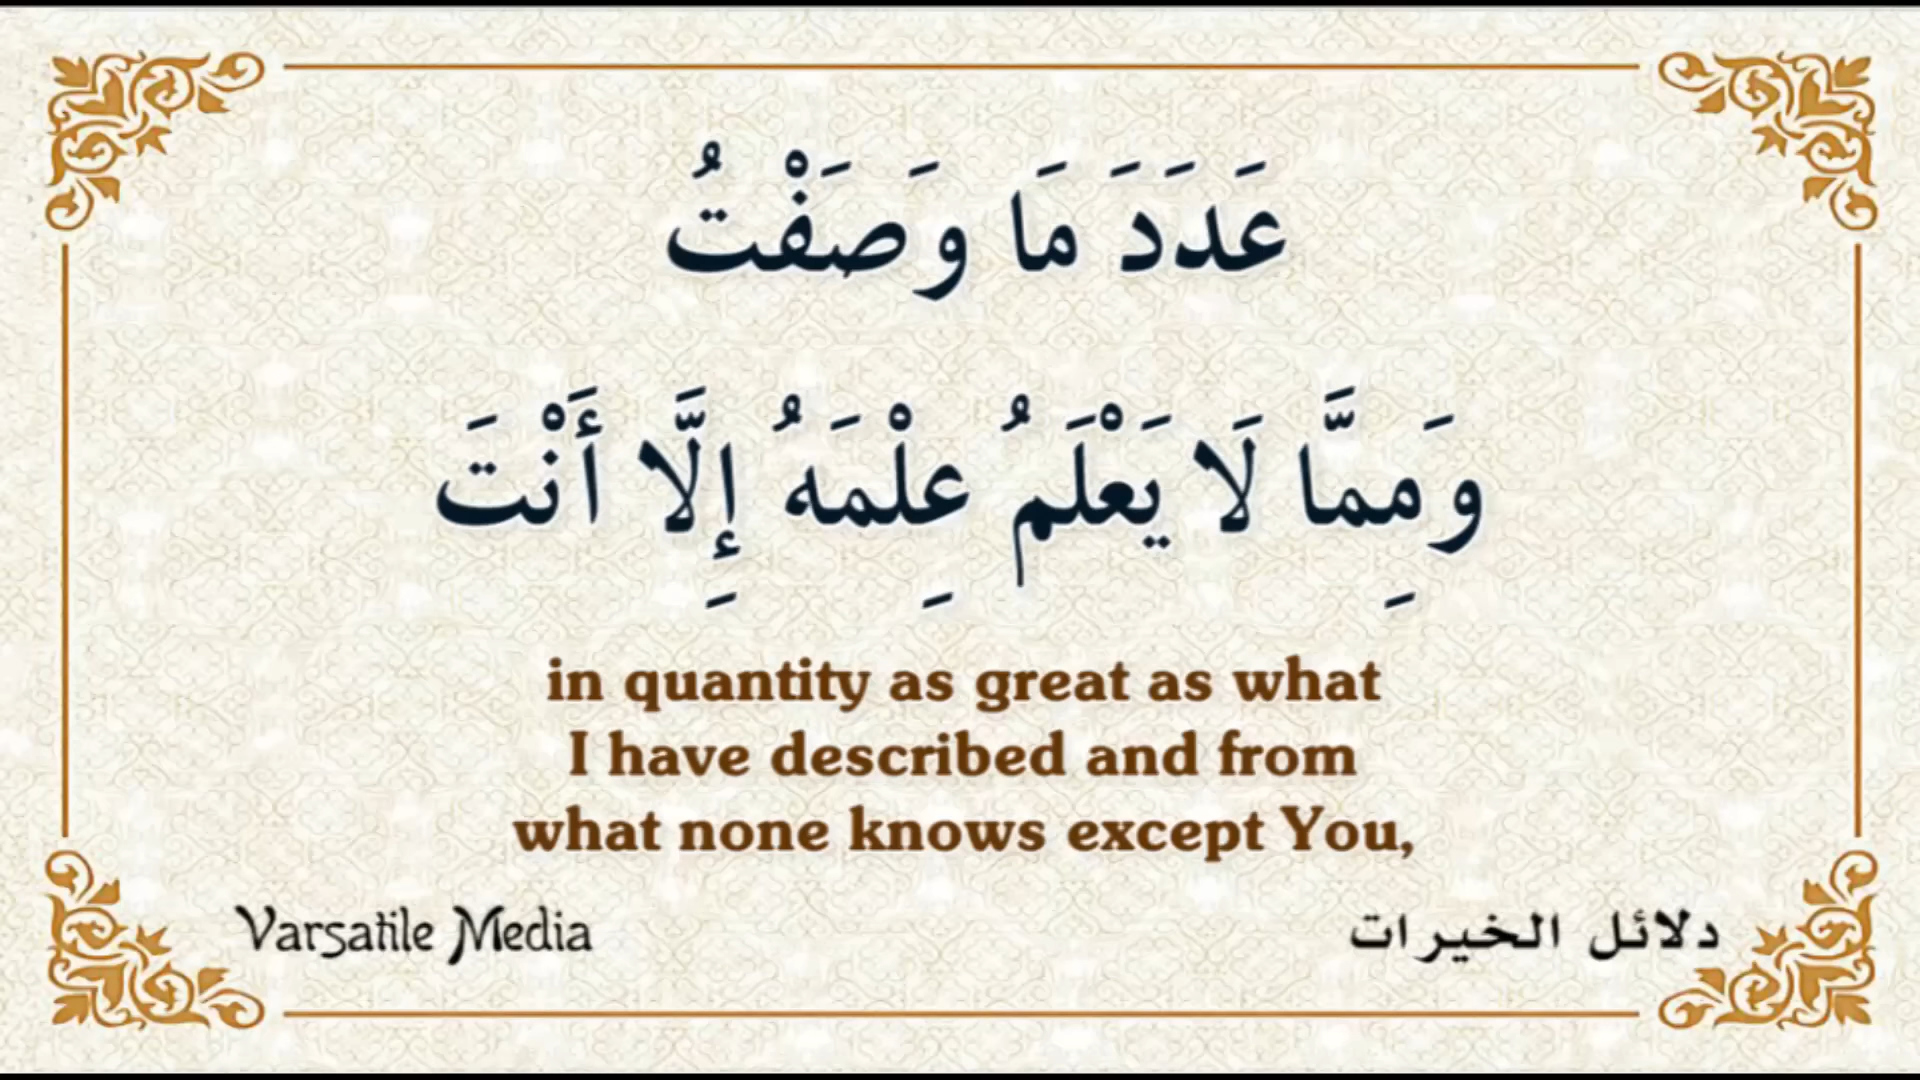 عَدَدَ مَا وَصَفْتُ
وَمِمَّا لَا يَعْلَمُ عِلْمَهُ إِلَّا أَنْتَ
in quantity as great as what
I have described and from
what none knows except You,
Varsatile Media
دلائل الخيرات